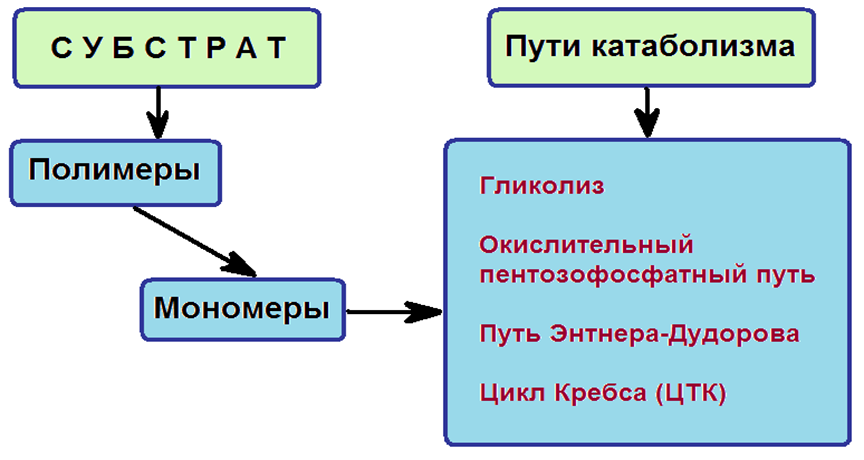 С У Б С Т Р А Т
Полимеры
Мономеры
Пути катаболизма
Гликолиз
Окислительный
пентозофосфатный путь
Путь Энтнера-Дудорова
Цикл Кребса (ЦТК)